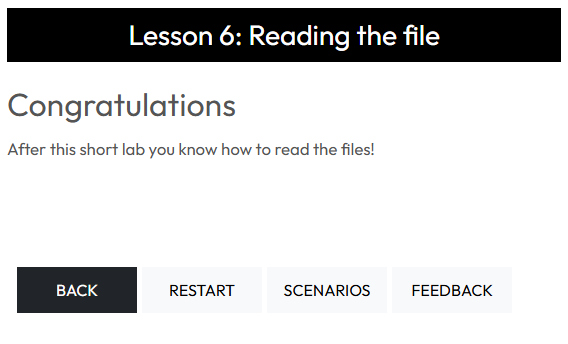 Lesson 6: Reading the file
Congratulations
After this short lab you know how to read the files!
BACK RESTART SCENARIOS FEEDBACK